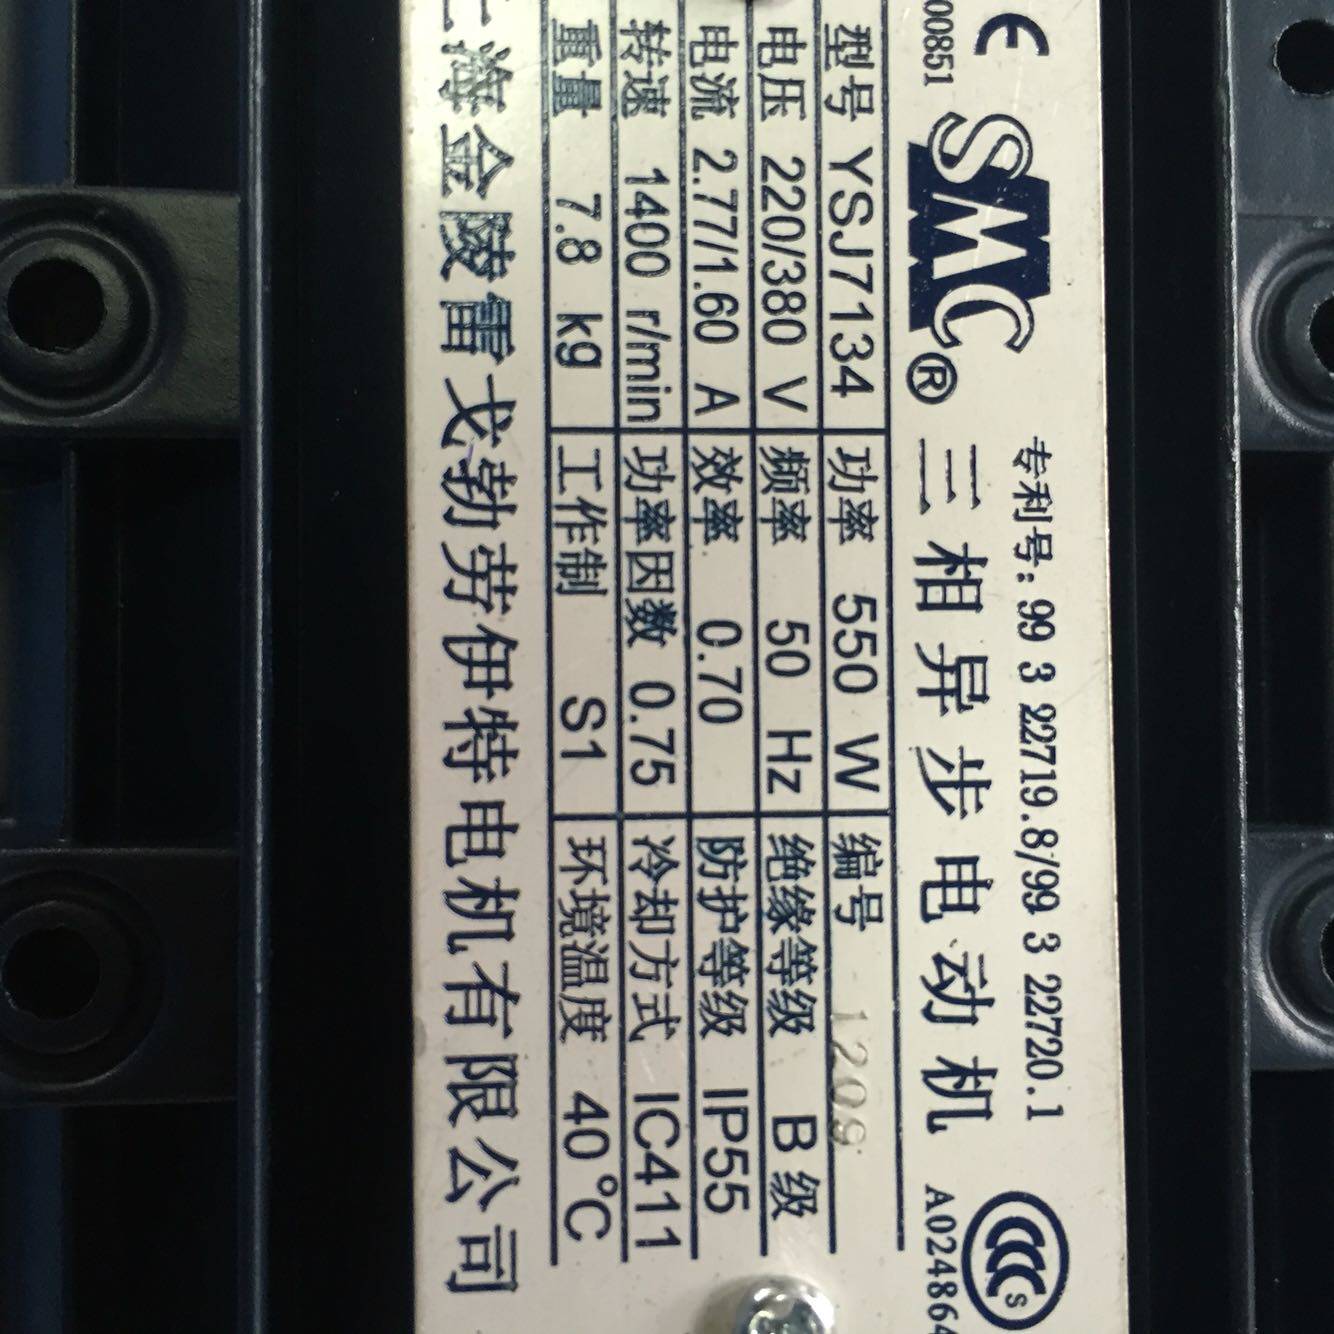 专利号: 99 3 22719.8/99 3 22720.1
CE SMC® 三相异步电动机 CCC S
00851 A024864
型号 YSJ7134 功率 550 W 编号 1209
电压 220/380 V 频率 50 Hz 绝缘等级 B 级
电流 2.77/1.60 A 效率 0.70 防护等级 IP55
转速 1400 r/min 功率因数 0.75 冷却方式 IC411
重量 7.8 kg 工作制 S1 环境温度 40°C
上海金陵雷戈勃劳伊特电机有限公司